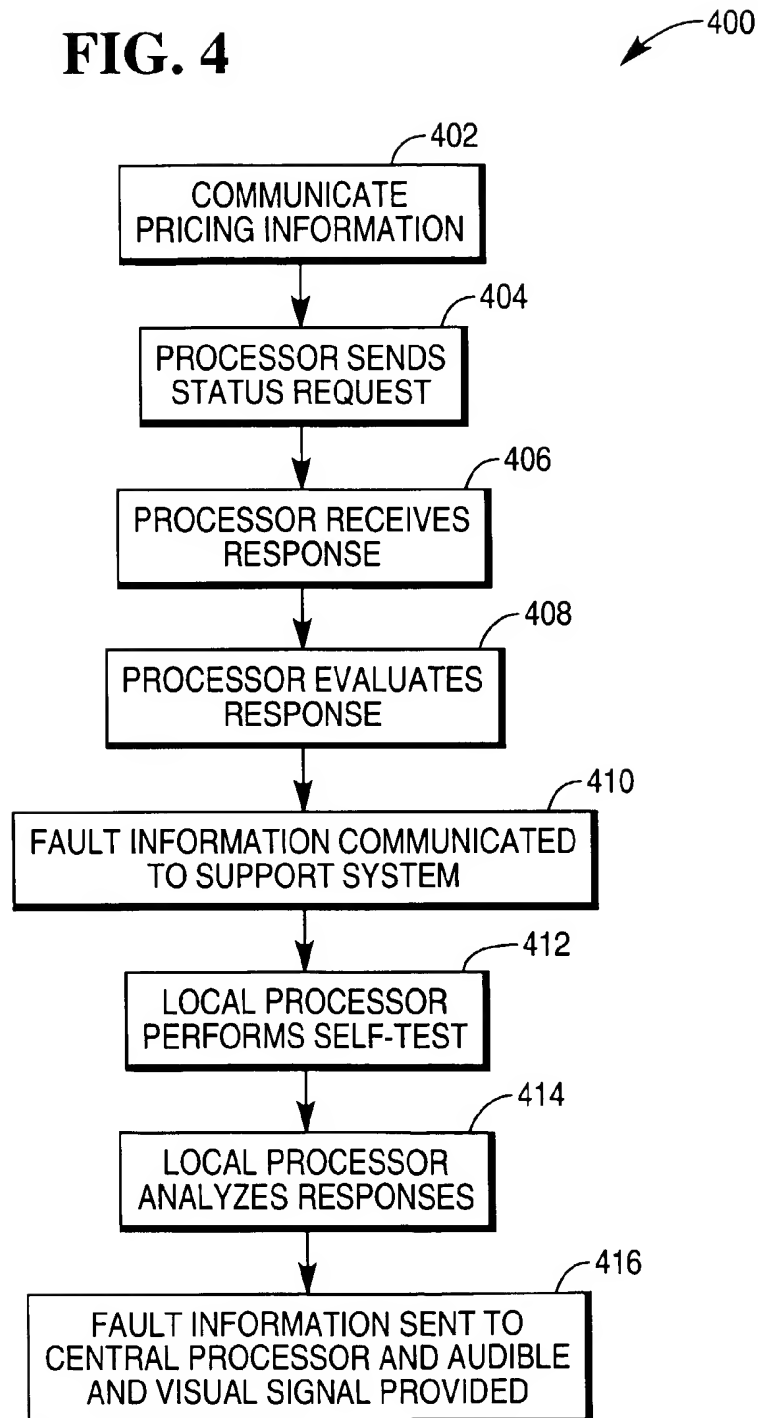 FIG. 4
400
402
COMMUNICATE
PRICING INFORMATION
404
PROCESSOR SENDS
STATUS REQUEST
406
PROCESSOR RECEIVES
RESPONSE
408
PROCESSOR EVALUATES
RESPONSE
410
FAULT INFORMATION COMMUNICATED
TO SUPPORT SYSTEM
412
LOCAL PROCESSOR
PERFORMS SELF-TEST
414
LOCAL PROCESSOR
ANALYZES RESPONSES
416
FAULT INFORMATION SENT TO
CENTRAL PROCESSOR AND AUDIBLE
AND VISUAL SIGNAL PROVIDED